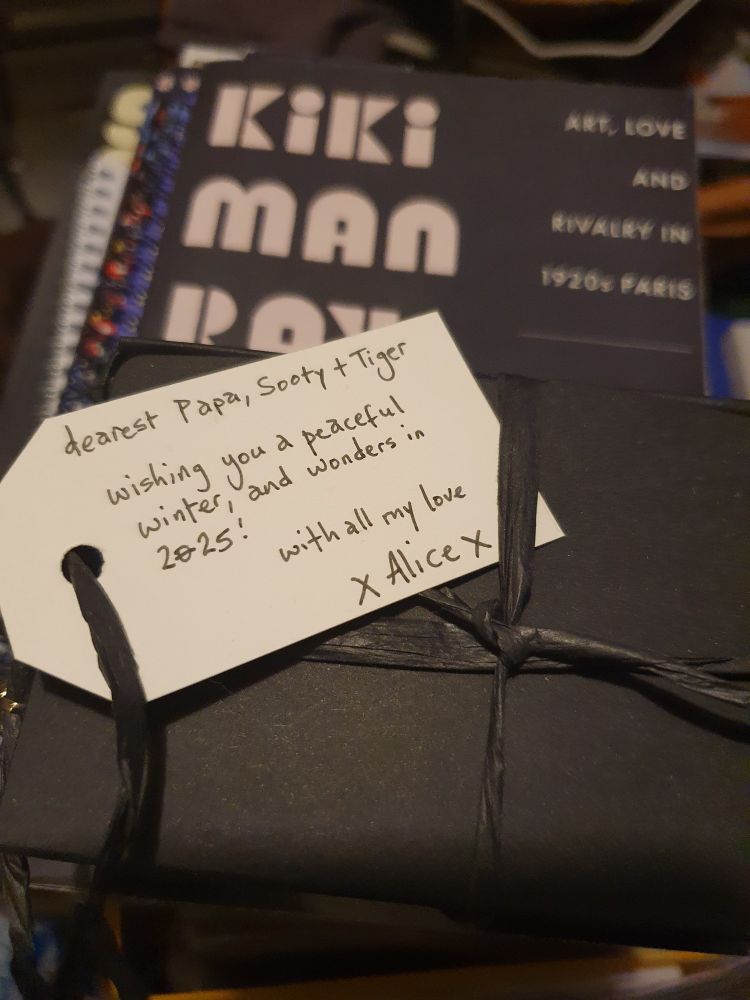 KIKI
MAN
RAY
ART, LOVE
AND
RIVALRY IN
1920s PARIS
dearest Papa, Sooty + Tiger
wishing you a peaceful
winter, and wonders in
2025!
with all my love
x Alice x